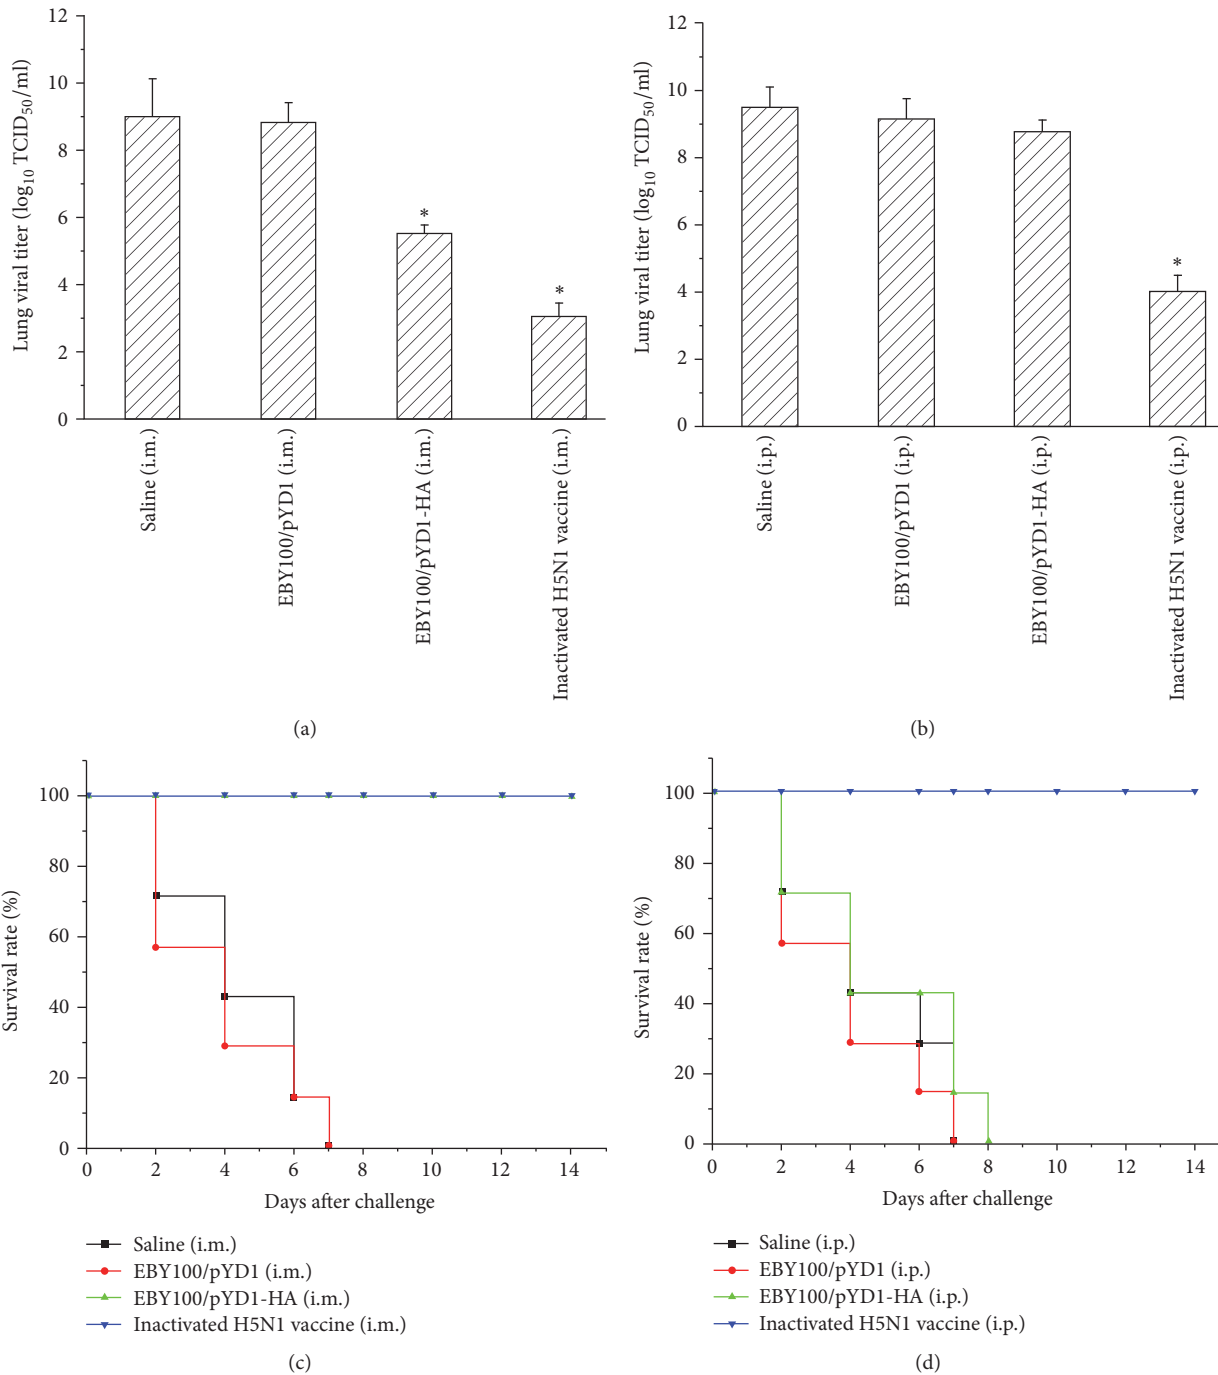 12
10
8
6
4
2
0
Lung viral titer (log₁₀ TCID₅₀/ml)
*
*
Saline (i.m.)
EBY100/pYD1 (i.m.)
EBY100/pYD1-HA (i.m.)
Inactivated H5N1 vaccine (i.m.)
(a)
12
10
8
6
4
2
0
Lung viral titer (log₁₀ TCID₅₀/ml)
*
Saline (i.p.)
EBY100/pYD1 (i.p.)
EBY100/pYD1-HA (i.p.)
Inactivated H5N1 vaccine (i.p.)
(b)
100
80
60
40
20
0
Survival rate (%)
0 2 4 6 8 10 12 14
Days after challenge
Saline (i.m.)
EBY100/pYD1 (i.m.)
EBY100/pYD1-HA (i.m.)
Inactivated H5N1 vaccine (i.m.)
(c)
100
80
60
40
20
0
Survival rate (%)
0 2 4 6 8 10 12 14
Days after challenge
Saline (i.p.)
EBY100/pYD1 (i.p.)
EBY100/pYD1-HA (i.p.)
Inactivated H5N1 vaccine (i.p.)
(d)